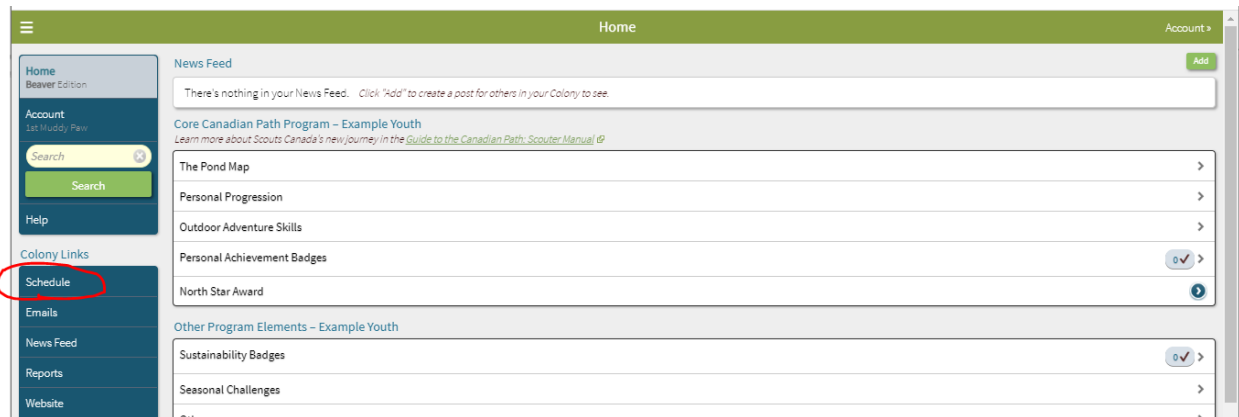 Home
Account »
Home
Beaver Edition
Account
1st Muddy Paw
Search
Search
Help
Colony Links
Schedule
Emails
News Feed
Reports
Website
News Feed
Add
There's nothing in your News Feed. Click "Add" to create a post for others in your Colony to see.
Core Canadian Path Program – Example Youth
Learn more about Scouts Canada's new journey in the Guide to the Canadian Path: Scouter Manual
The Pond Map
Personal Progression
Outdoor Adventure Skills
Personal Achievement Badges
0✓
North Star Award
Other Program Elements – Example Youth
Sustainability Badges
0✓
Seasonal Challenges